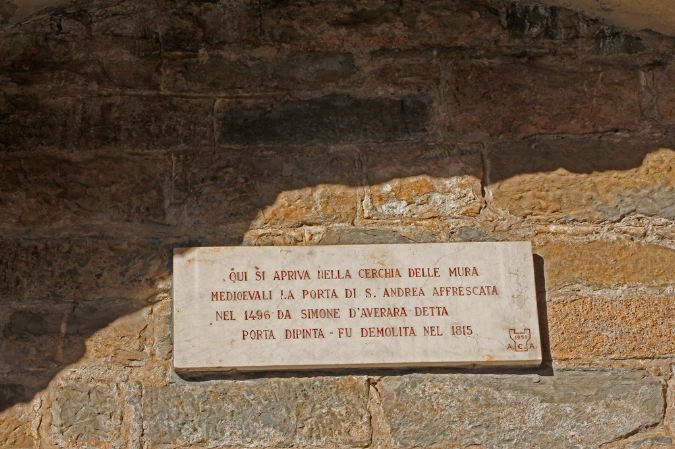 QUI SI APRIVA NELLA CERCHIA DELLE MURA
MEDIOEVALI LA PORTA DI S. ANDREA AFFRESCATA
NEL 1496 DA SIMONE D'AVERARA DETTA
PORTA DIPINTA - FU DEMOLITA NEL 1815
A C A